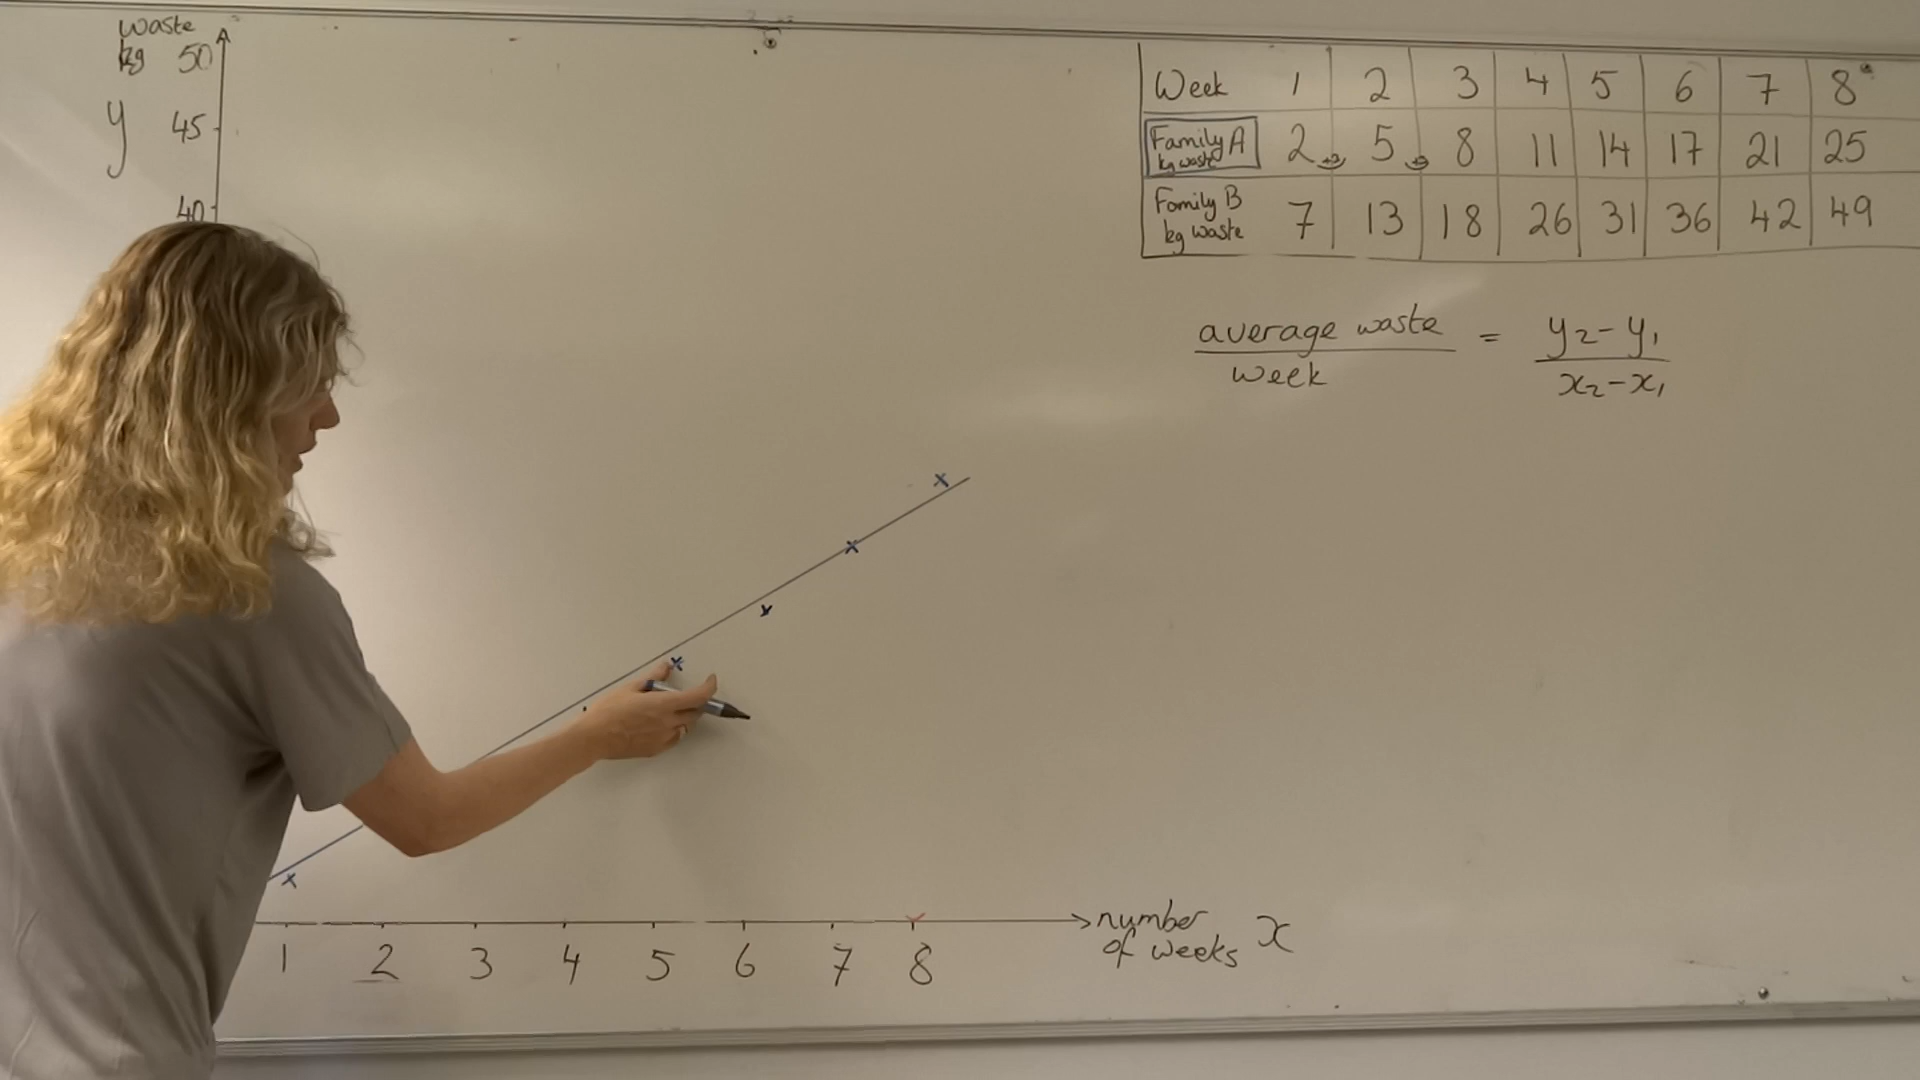 waste
kg
y
50
45
40
Week 1 2 3 4 5 6 7 8
Family A
kg waste 2 +3 5 +3 8 11 14 17 21 25
Family B
kg waste 7 13 18 26 31 36 42 49
average waste = y₂-y₁
week x₂-x₁
1 2 3 4 5 6 7 8
number
of weeks x